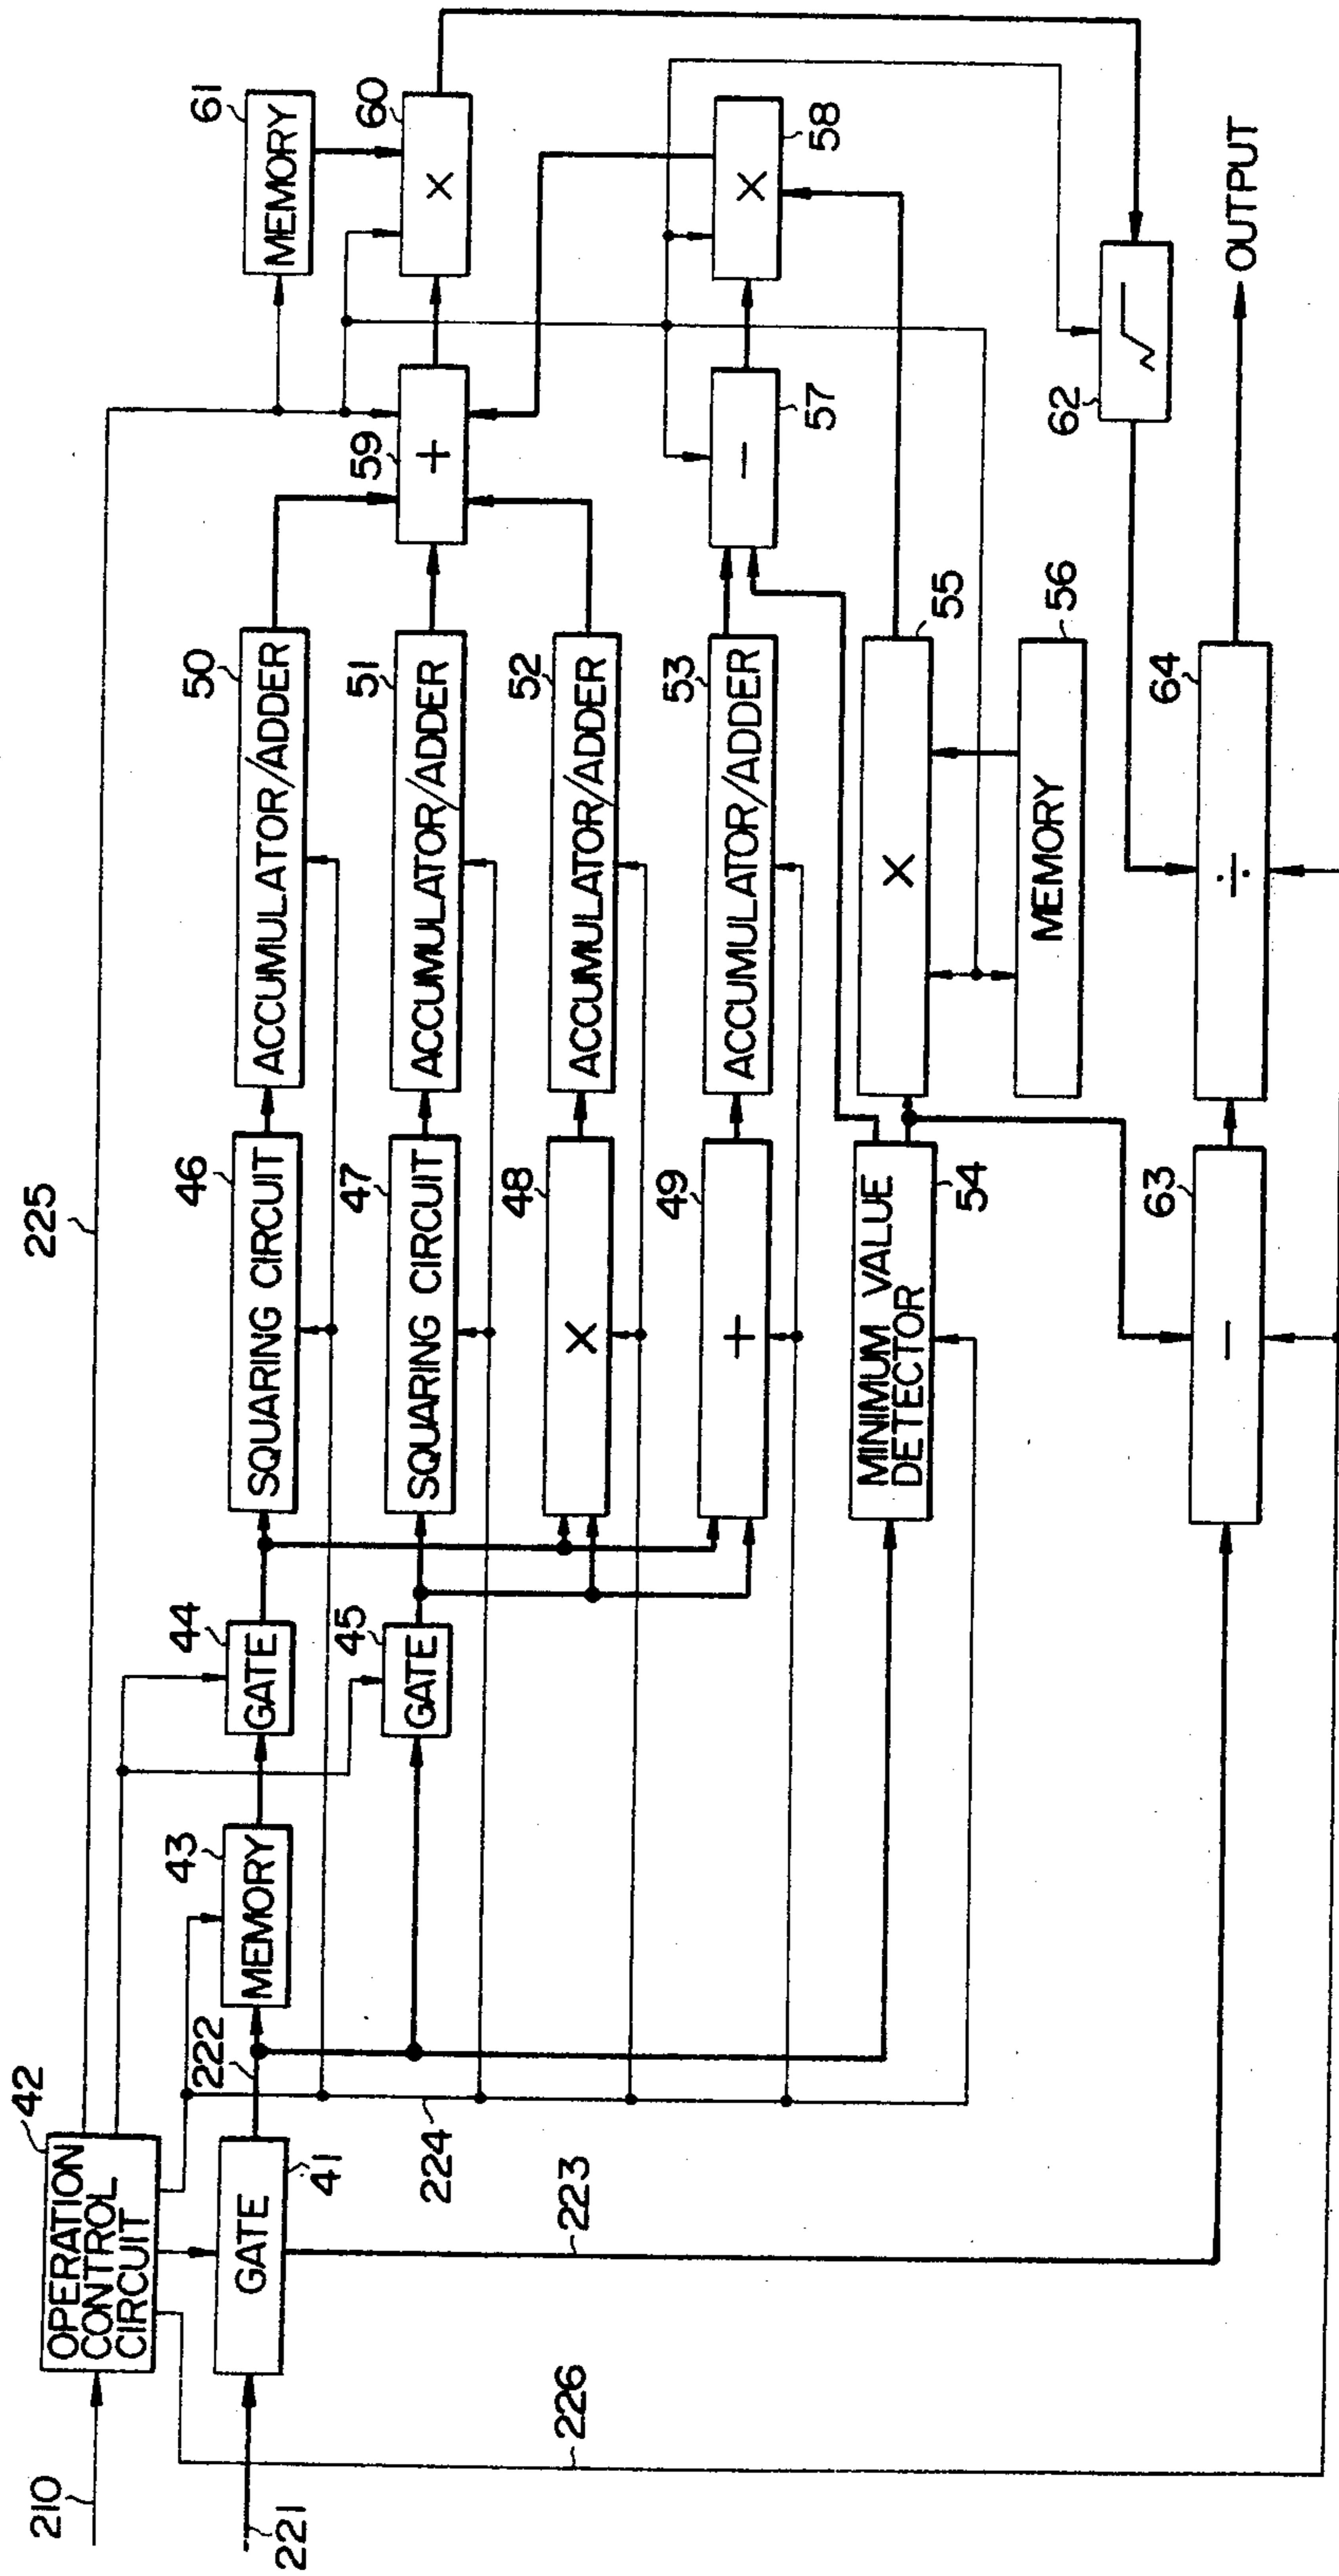 210
42
OPERATION
CONTROL
CIRCUIT
225
221
GATE
41
222
43
MEMORY
44
GATE
46
SQUARING CIRCUIT
50
ACCUMULATOR/ADDER
61
MEMORY
45
GATE
47
SQUARING CIRCUIT
51
ACCUMULATOR/ADDER
59
+
60
×
224
48
×
52
ACCUMULATOR/ADDER
223
49
+
53
ACCUMULATOR/ADDER
57
−
58
×
226
MINIMUM VALUE
DETECTOR
54
×
55
MEMORY
56
62
√
63
−
64
÷
OUTPUT